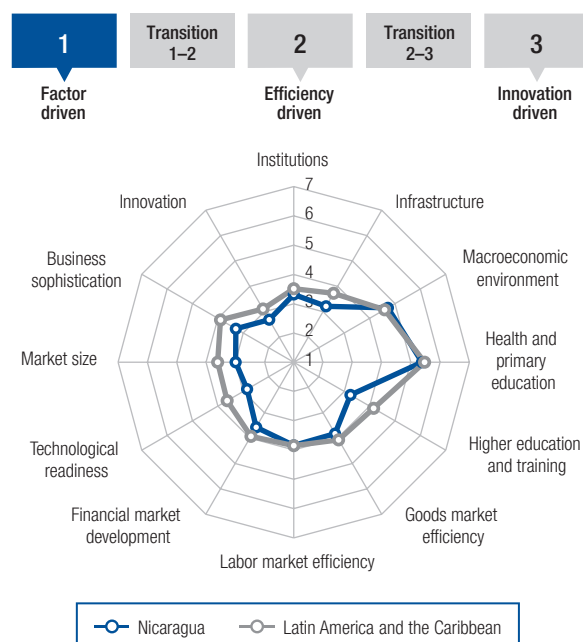 1
Transition
1–2
2
Transition
2–3
3
Factor
driven
Efficiency
driven
Innovation
driven
Institutions
7
6
5
4
3
2
1
Infrastructure
Macroeconomic
environment
Health and
primary
education
Higher education
and training
Goods market
efficiency
Labor market efficiency
Financial market
development
Technological
readiness
Market size
Business
sophistication
Innovation
Nicaragua
Latin America and the Caribbean